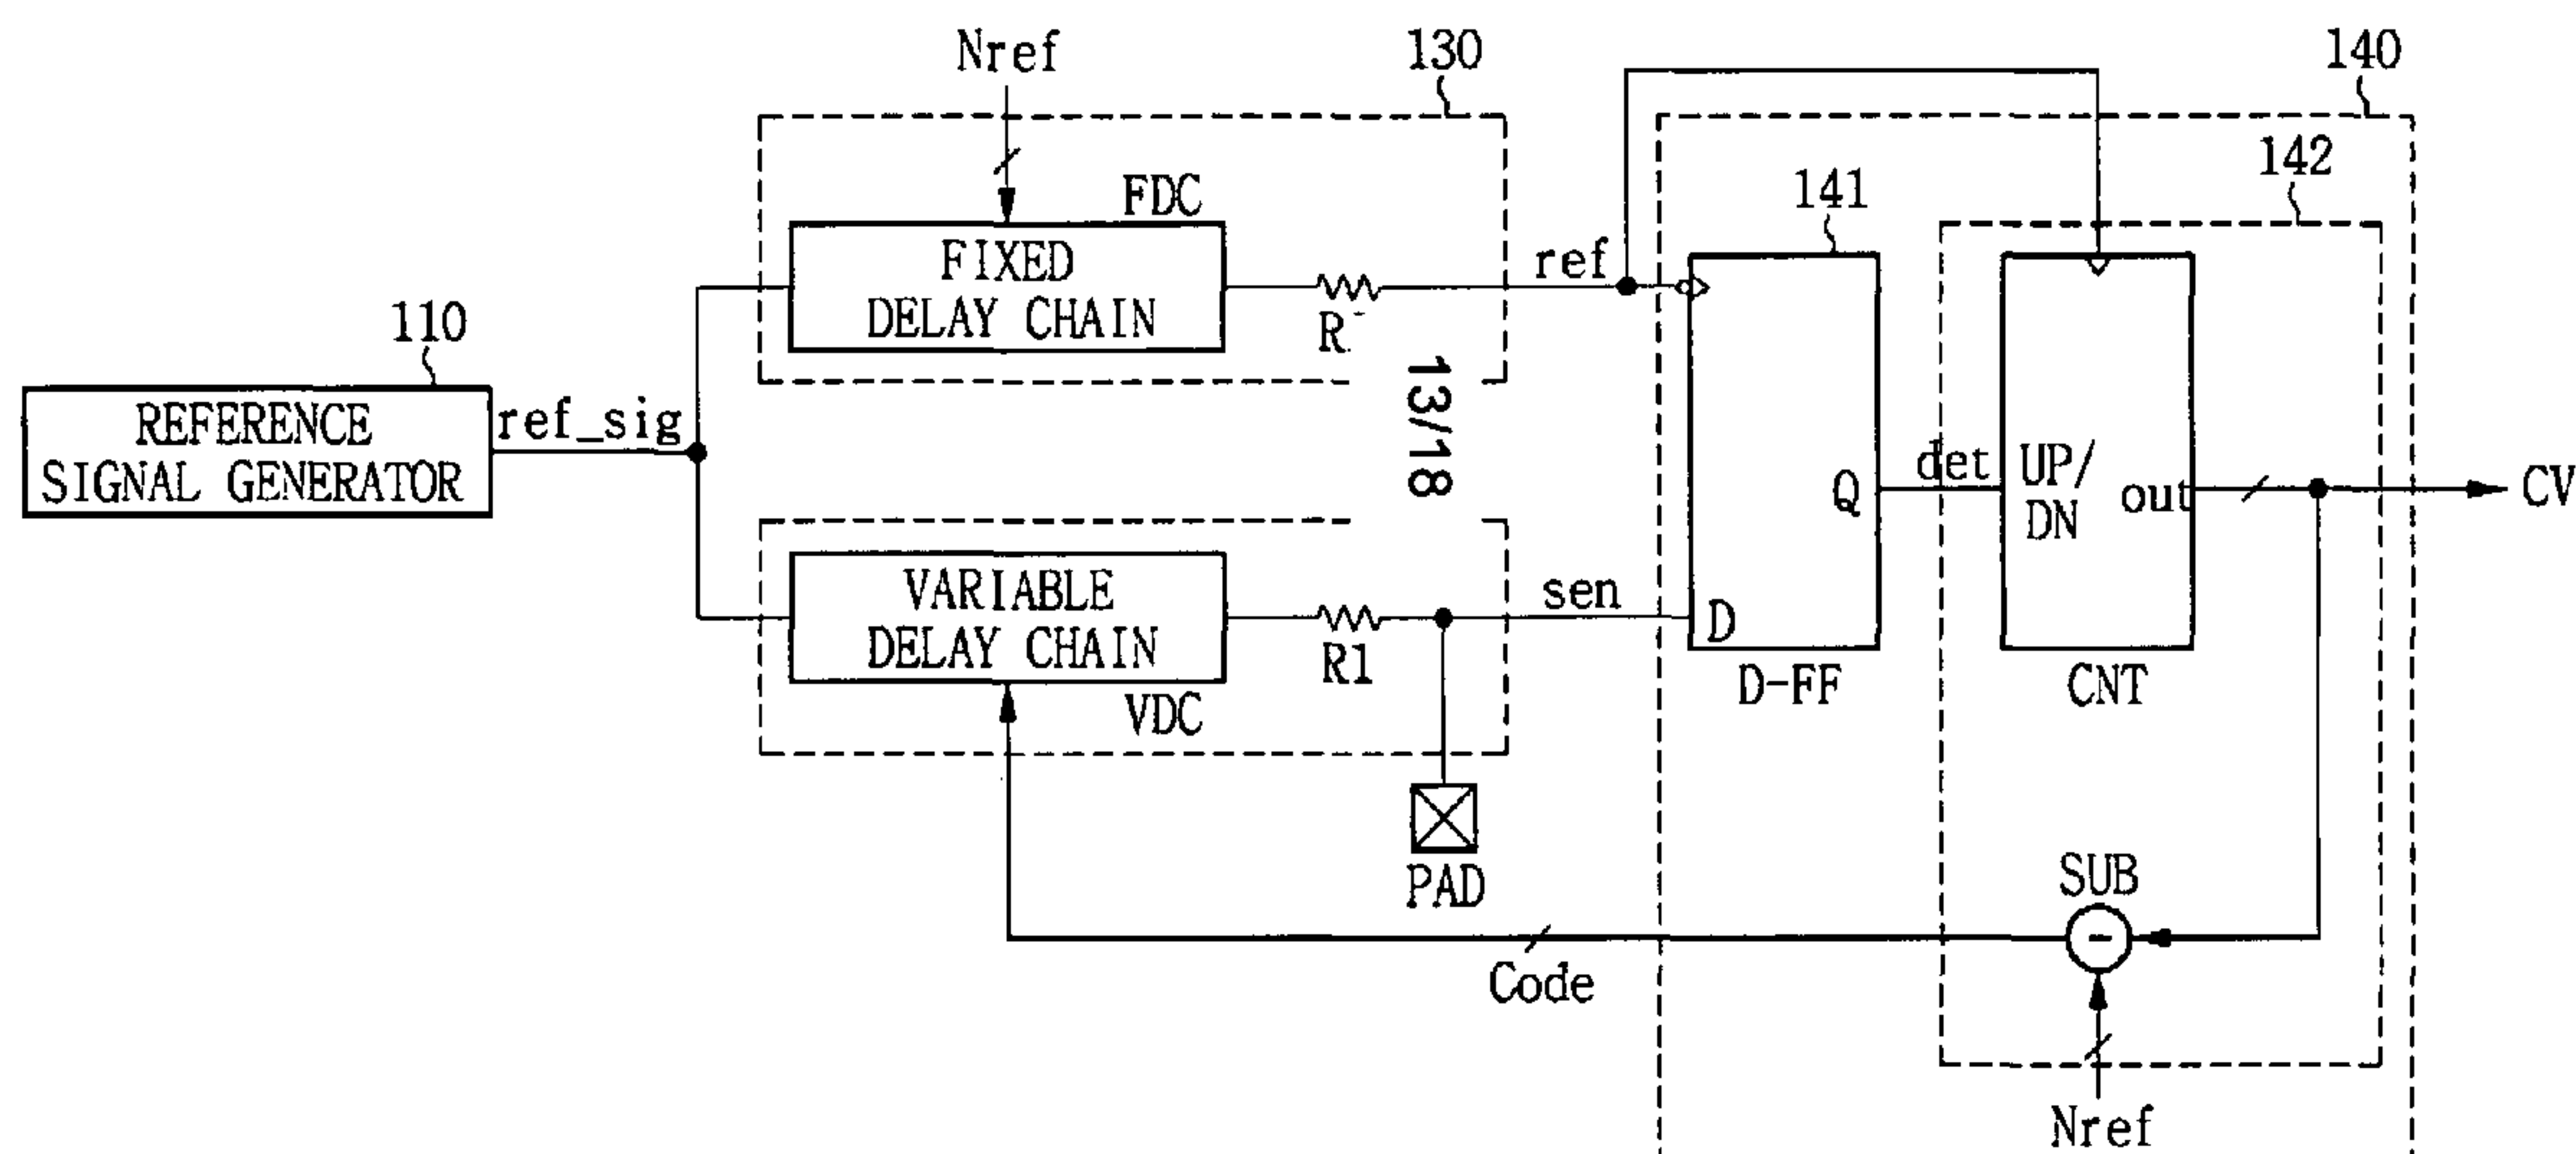 Nref
130
140
142
141
FDC
FIXED
DELAY CHAIN
R
ref
110
REFERENCE
SIGNAL GENERATOR
ref_sig
13/18
Q
det
UP/
DN
out
CV
VARIABLE
DELAY CHAIN
VDC
R1
sen
D
D-FF
CNT
PAD
SUB
-
Code
Nref